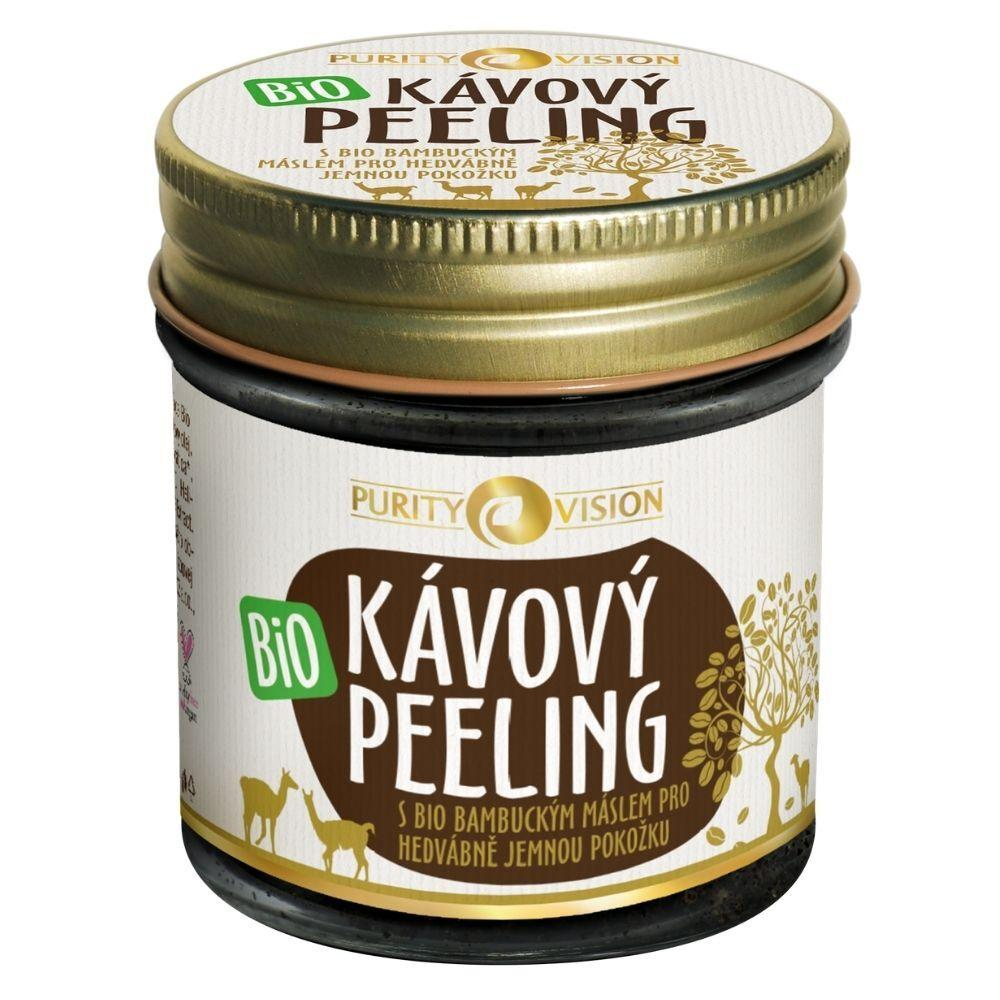 PURITY VISION
BiO KÁVOVÝ
PEELING
S BIO BAMBUCKÝM
MÁSLEM PRO HEDVÁBNĚ
JEMNOU POKOŽKU
PURITY VISION
BiO
KÁVOVÝ
PEELING
S BIO BAMBUCKÝM MÁSLEM PRO
HEDVÁBNĚ JEMNOU POKOŽKU
Bio